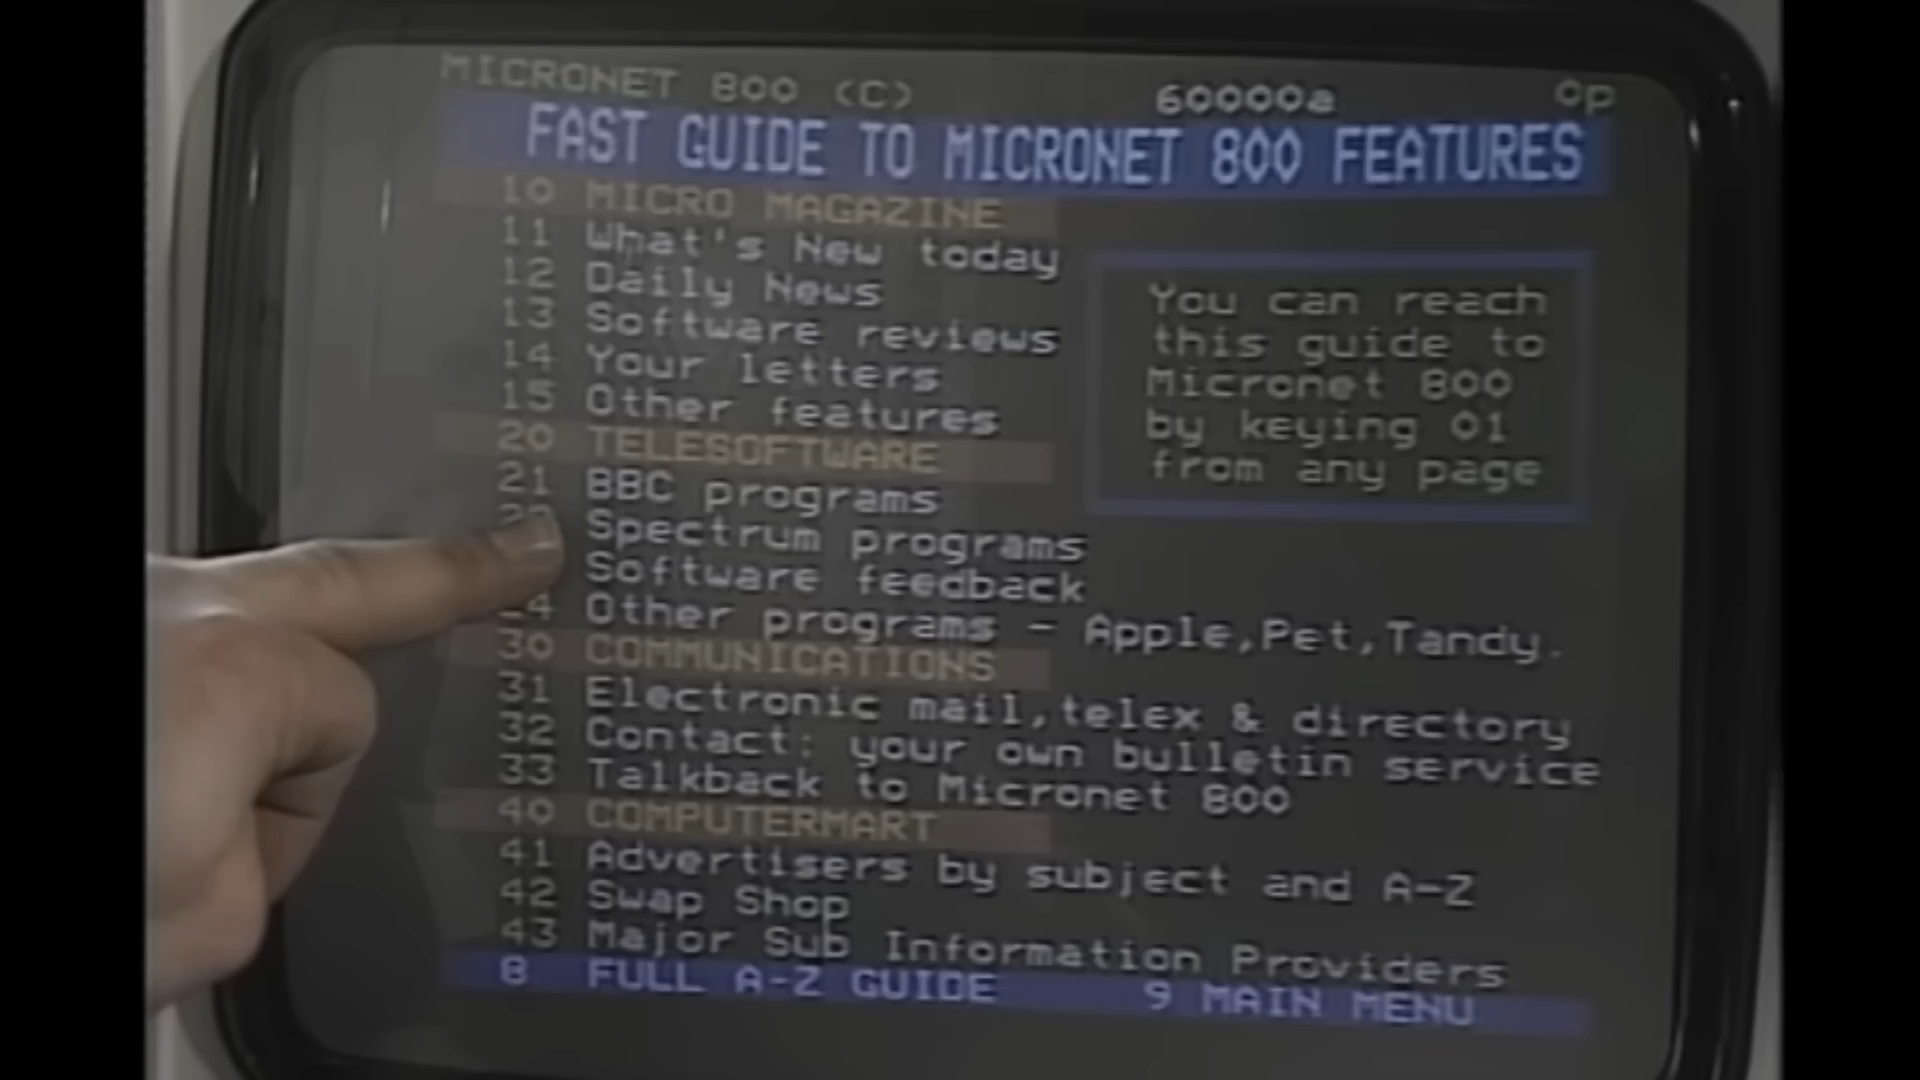 MICRONET 800 (C) 60000a 0p
FAST GUIDE TO MICRONET 800 FEATURES
10 MICRO MAGAZINE
11 What's New today
12 Daily News
13 Software reviews
14 Your letters
15 Other features
20 TELESOFTWARE
21 BBC programs
Spectrum programs
Software feedback
24 Other programs - Apple,Pet,Tandy.
30 COMMUNICATIONS
31 Electronic mail,telex & directory
32 Contact: your own bulletin service
33 Talkback to Micronet 800
40 COMPUTERMART
41 Advertisers by subject and A-Z
42 Swap Shop
43 Major Sub Information Providers
8 FULL A-Z GUIDE 9 MAIN MENU
You can reach
this guide to
Micronet 800
by keying 01
from any page